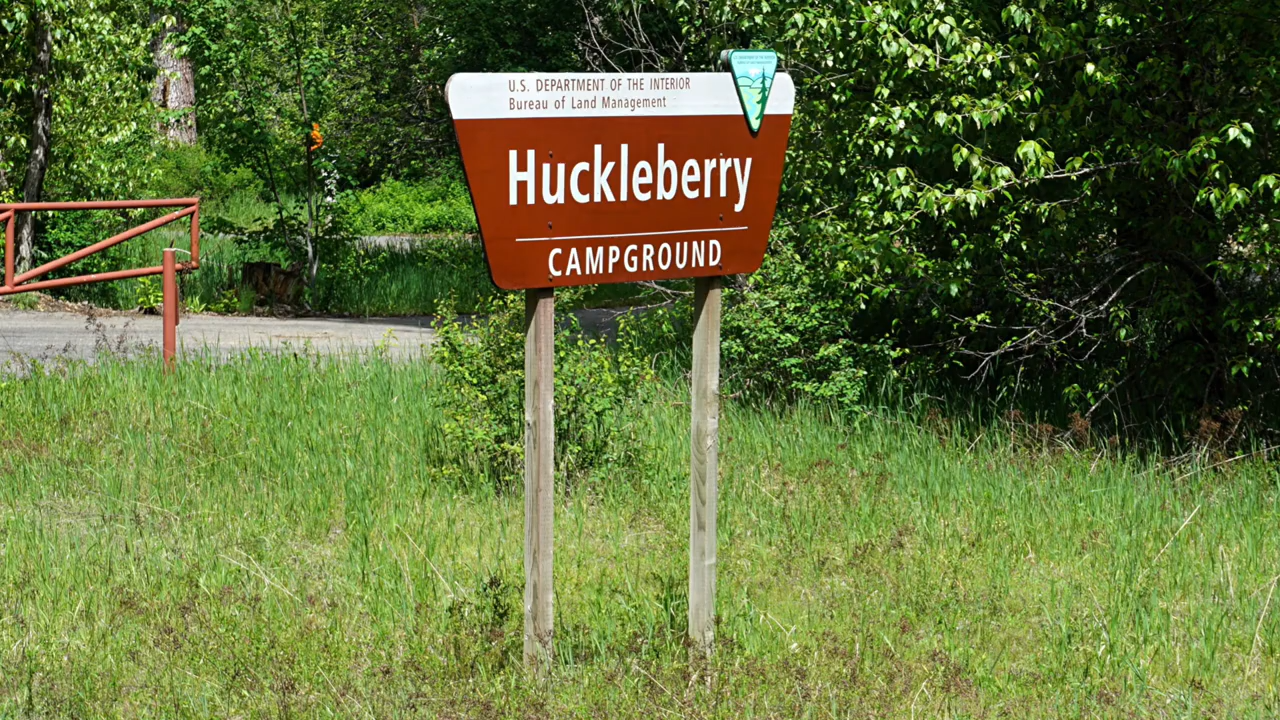 U.S. DEPARTMENT OF THE INTERIOR
Bureau of Land Management
Huckleberry
CAMPGROUND